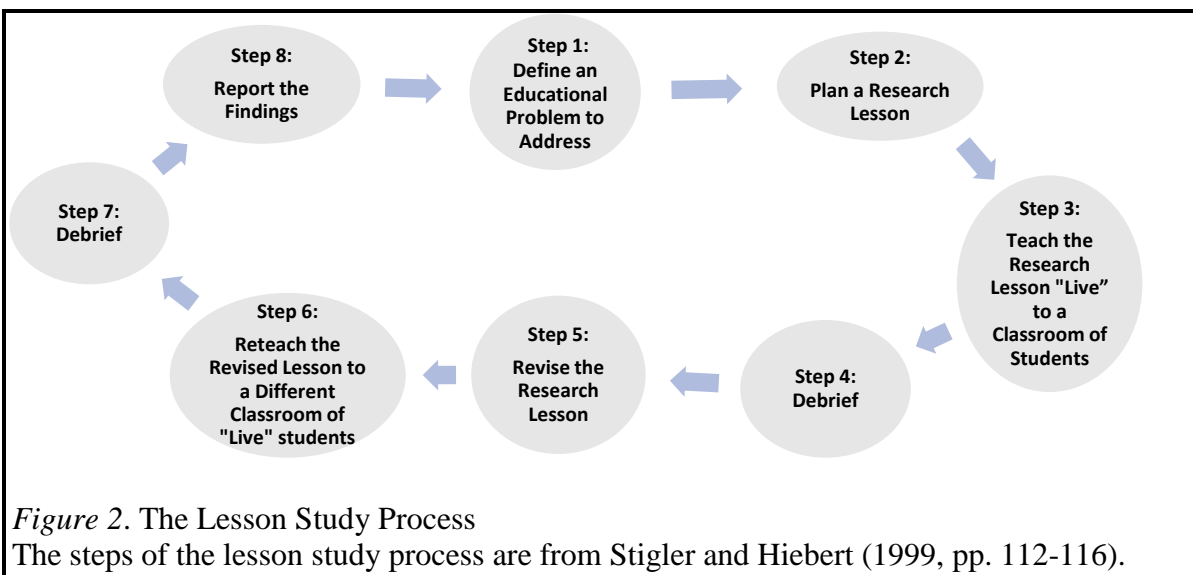 Step 1:
Define an
Educational
Problem to
Address
Step 2:
Plan a Research
Lesson
Step 3:
Teach the
Research
Lesson "Live”
to a
Classroom of
Students
Step 4:
Debrief
Step 5:
Revise the
Research
Lesson
Step 6:
Reteach the
Revised Lesson to
a Different
Classroom of
"Live" students
Step 7:
Debrief
Step 8:
Report the
Findings
Figure 2. The Lesson Study Process
The steps of the lesson study process are from Stigler and Hiebert (1999, pp. 112-116).